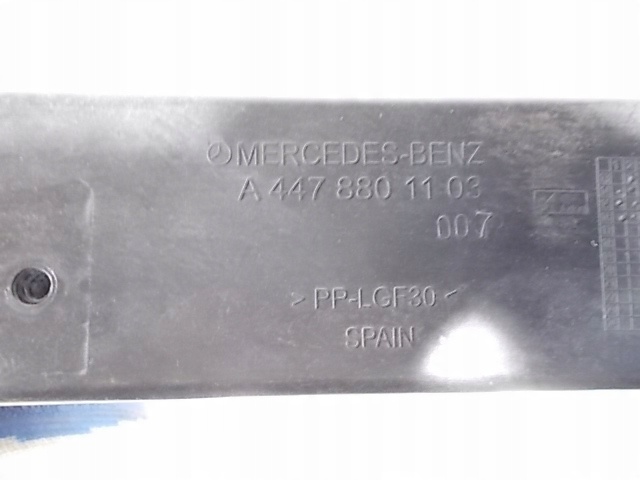 MERCEDES-BENZ
A 447 880 11 03
007
> PP-LGF30 <
SPAIN